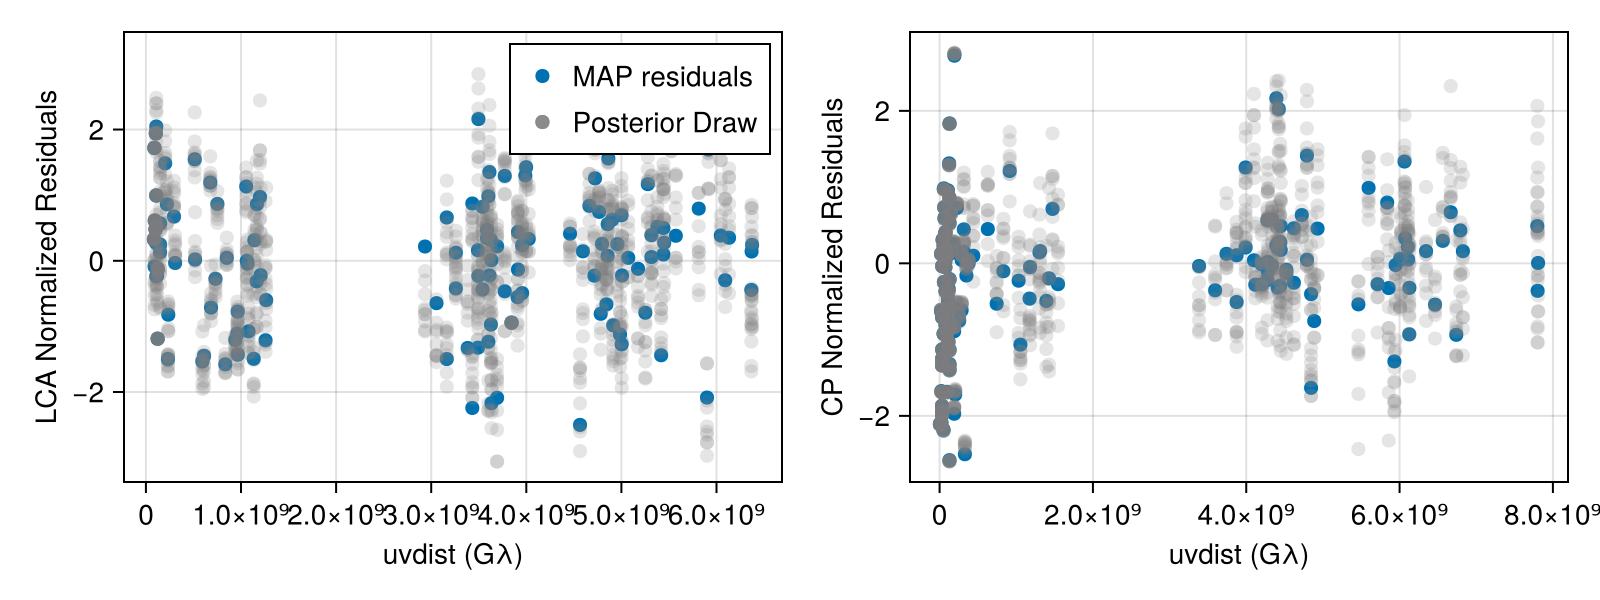 LCA Normalized Residuals
2
0
−2
MAP residuals
Posterior Draw
0 1.0×10⁹ 2.0×10⁹ 3.0×10⁹ 4.0×10⁹ 5.0×10⁹ 6.0×10⁹
uvdist (Gλ)
CP Normalized Residuals
2
0
−2
0 2.0×10⁹ 4.0×10⁹ 6.0×10⁹ 8.0×10⁹
uvdist (Gλ)